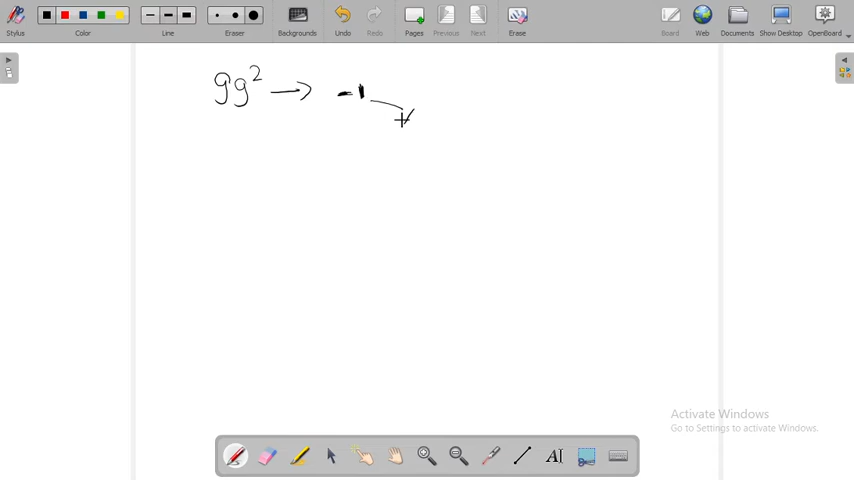 Stylus Color Line Eraser Backgrounds Undo Redo Pages Previous Next Erase Board Web Documents Show Desktop OpenBoard
gg² → -1
Activate Windows
Go to Settings to activate Windows.